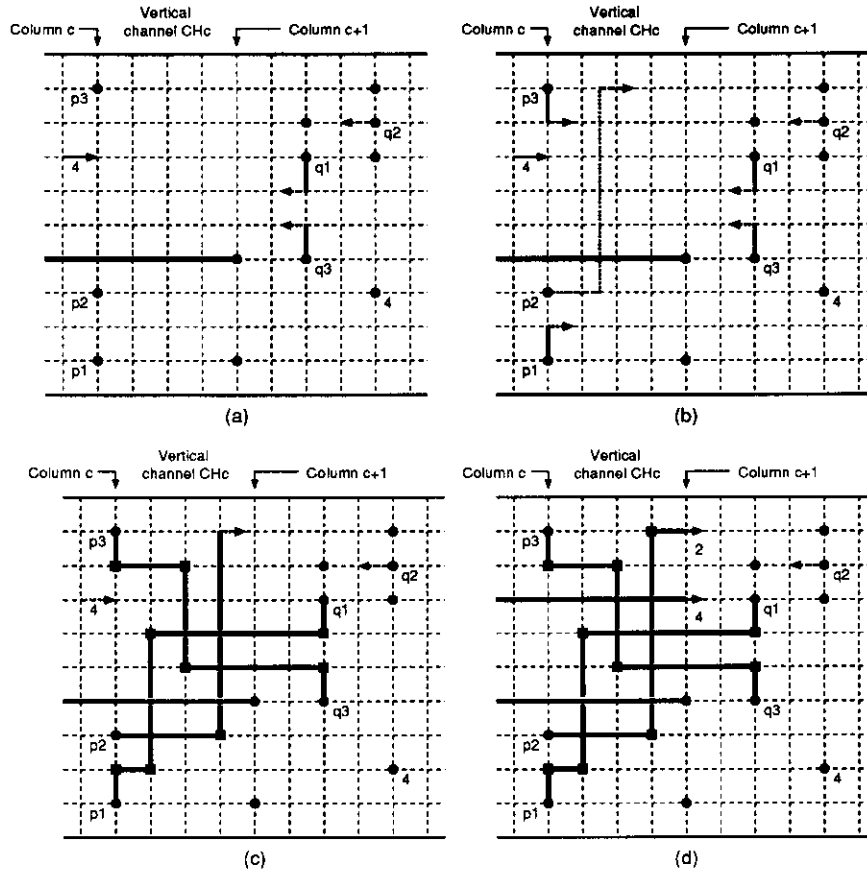 Vertical
Column c channel CHc Column c+1
p3
q2
4 q1
q3
p2 4
p1
(a)
Vertical
Column c channel CHc Column c+1
p3
q2
4 q1
q3
p2 4
p1
(b)
Vertical
Column c channel CHc Column c+1
p3
q2
4 q1
q3
p2
4
p1
(c)
Vertical
Column c channel CHc Column c+1
p3 2
q2
4 q1
q3
p2
4
p1
(d)